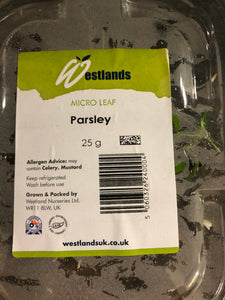 Westlands
MICRO LEAF
Parsley
25 g
Allergen Advice: may
contain Celery, Mustard
Keep refrigerated
Wash before use
Grown & Packed by
Westland Nurseries Ltd.
WR11 8LW, UK
westlandsuk.co.uk